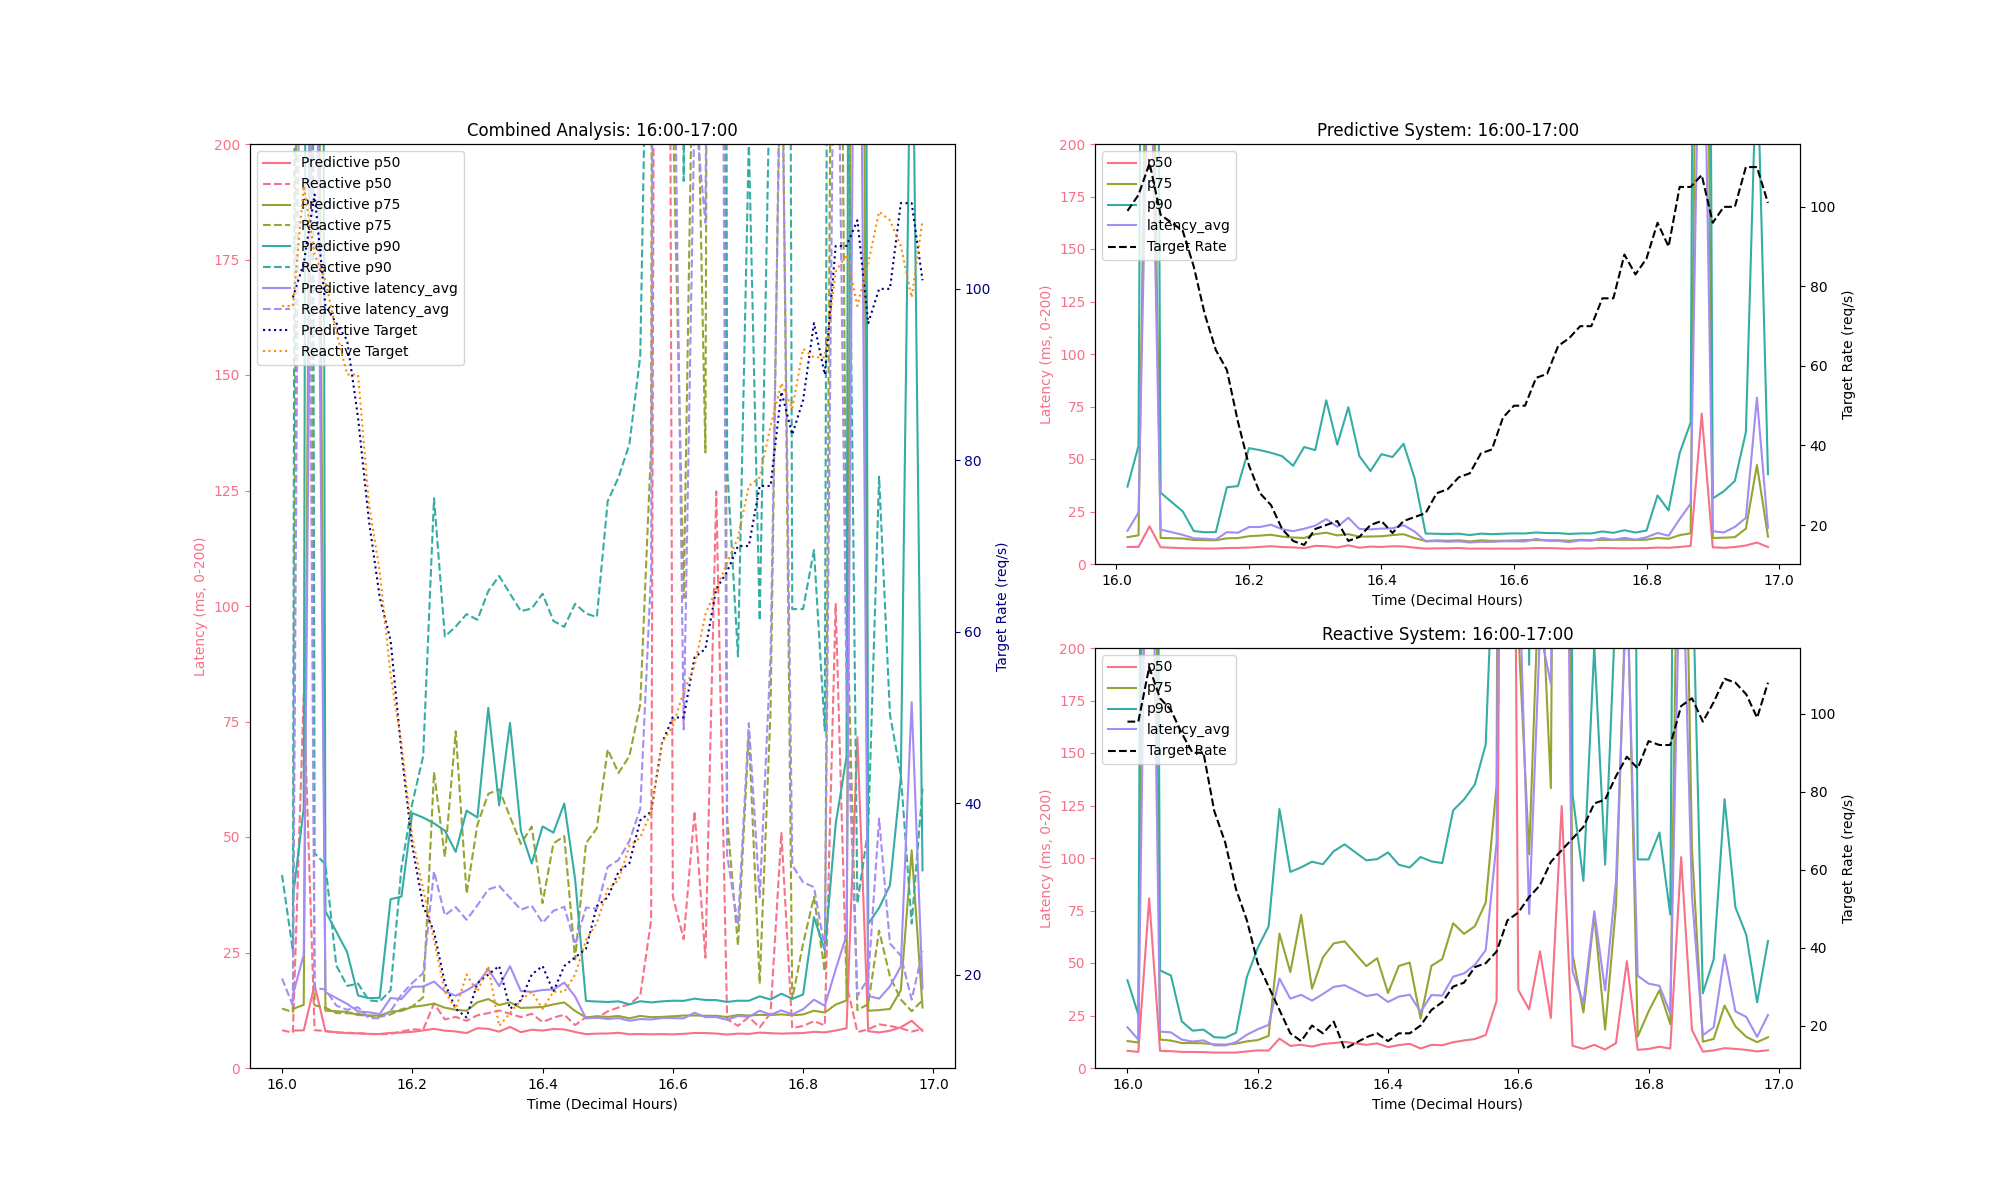 Combined Analysis: 16:00-17:00
200
175
150
125
100
75
50
25
0
Latency (ms, 0-200)
Predictive p50
Reactive p50
Predictive p75
Reactive p75
Predictive p90
Reactive p90
Predictive latency_avg
Reactive latency_avg
Predictive Target
Reactive Target
100
80
60
40
20
Target Rate (req/s)
16.0 16.2 16.4 16.6 16.8 17.0
Time (Decimal Hours)
Predictive System: 16:00-17:00
200
175
150
125
100
75
50
25
0
Latency (ms, 0-200)
p50
p75
p90
latency_avg
Target Rate
100
80
60
40
20
Target Rate (req/s)
16.0 16.2 16.4 16.6 16.8 17.0
Time (Decimal Hours)
Reactive System: 16:00-17:00
200
175
150
125
100
75
50
25
0
Latency (ms, 0-200)
p50
p75
p90
latency_avg
Target Rate
100
80
60
40
20
Target Rate (req/s)
16.0 16.2 16.4 16.6 16.8 17.0
Time (Decimal Hours)